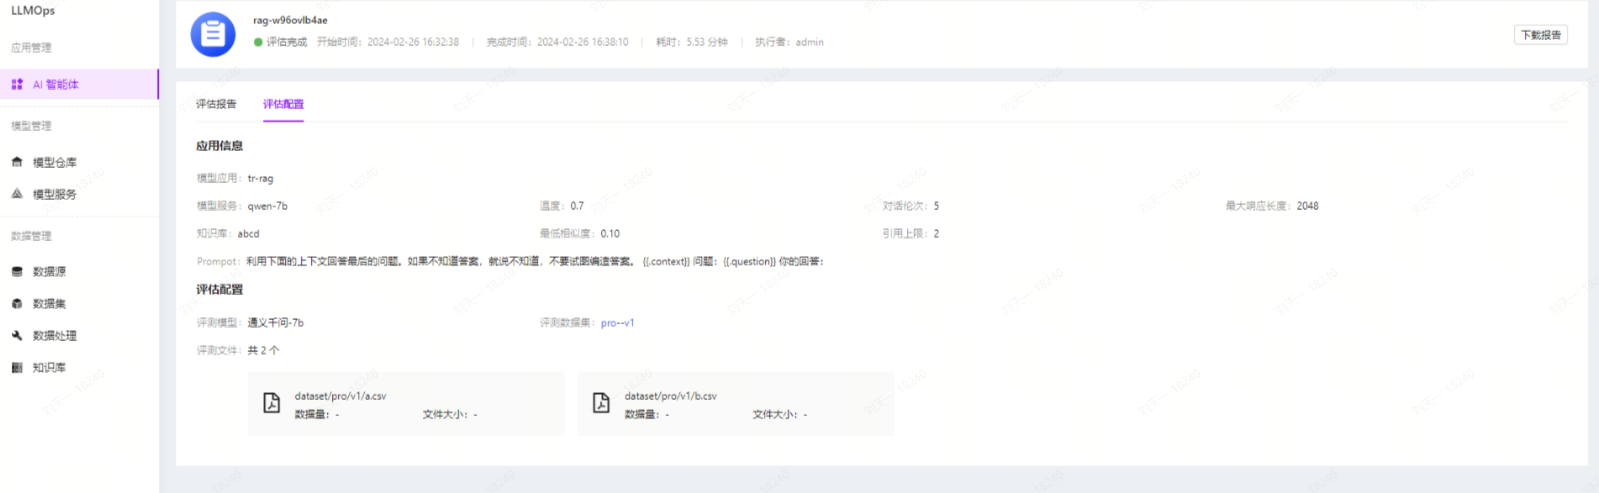 LLMOps
应用管理
AI 智能体
模型管理
模型仓库
模型服务
数据管理
数据源
数据集
数据处理
知识库
rag-w96ovlb4ae
评估完成 开始时间：2024-02-26 16:32:38 | 完成时间：2024-02-26 16:38:10 | 耗时：5.53 分钟 | 执行者：admin
下载报告
评估报告 评估配置
应用信息
模型应用：tr-rag
模型服务：qwen-7b 温度：0.7 对话伦次：5 最大响应长度：2048
知识库：abcd 最低相似度：0.10 引用上限：2
Prompot：利用下面的上下文回答最后的问题。如果不知道答案，就说不知道，不要试图编造答案。 {{.context}} 问题：{{.question}} 你的回答：
评估配置
评测模型：通义千问-7b 评测数据集：pro--v1
评测文件：共 2 个
dataset/pro/v1/a.csv
数据量：- 文件大小：-
dataset/pro/v1/b.csv
数据量：- 文件大小：-